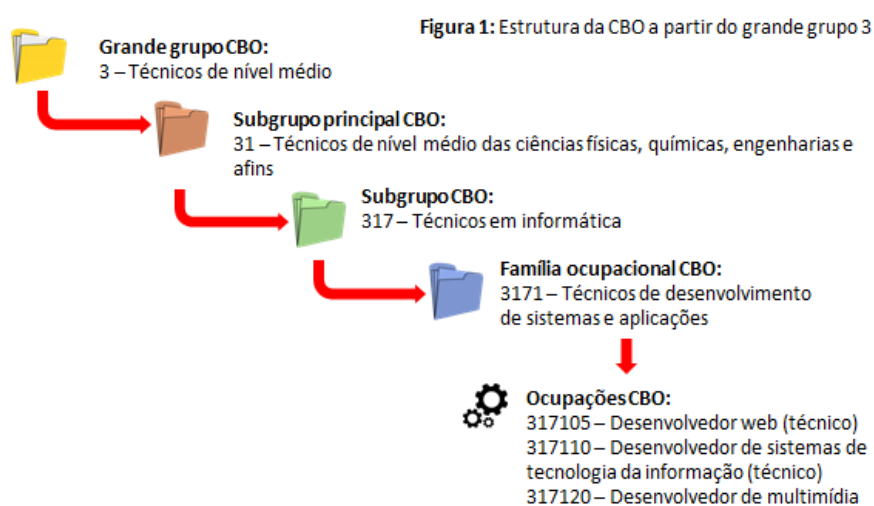 Figura 1: Estrutura da CBO a partir do grande grupo 3
Grande grupo CBO:
3 – Técnicos de nível médio
Subgrupo principal CBO:
31 – Técnicos de nível médio das ciências físicas, químicas, engenharias e
afins
Subgrupo CBO:
317 – Técnicos em informática
Família ocupacional CBO:
3171 – Técnicos de desenvolvimento
de sistemas e aplicações
Ocupações CBO:
317105 – Desenvolvedor web (técnico)
317110 – Desenvolvedor de sistemas de
tecnologia da informação (técnico)
317120 – Desenvolvedor de multimídia